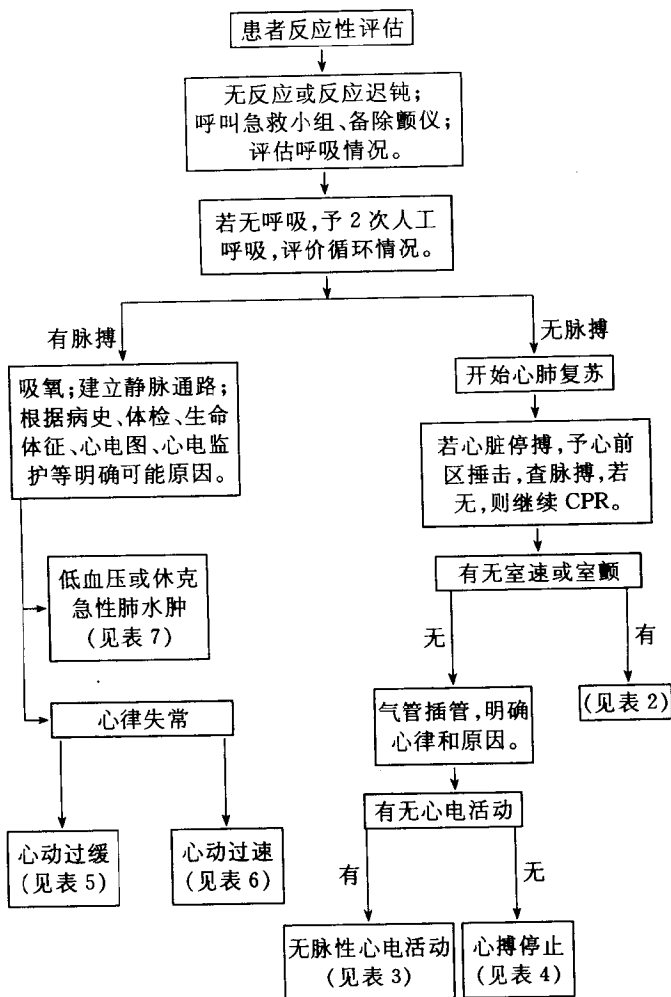 患者反应性评估
无反应或反应迟钝；
呼叫急救小组、备除颤仪；
评估呼吸情况。
若无呼吸，予 2 次人工
呼吸，评价循环情况。
有脉搏
无脉搏
吸氧；建立静脉通路；
根据病史、体检、生命
体征、心电图、心电监
护等明确可能原因。
开始心肺复苏
若心脏停搏，予心前
区捶击，查脉搏，若
无，则继续 CPR。
低血压或休克
急性肺水肿
(见表 7)
有无室速或室颤
无
有
心律失常
气管插管，明确
心律和原因。
(见表 2)
有无心电活动
心动过缓
(见表 5)
心动过速
(见表 6)
有
无
无脉性心电活动
(见表 3)
心搏停止
(见表 4)